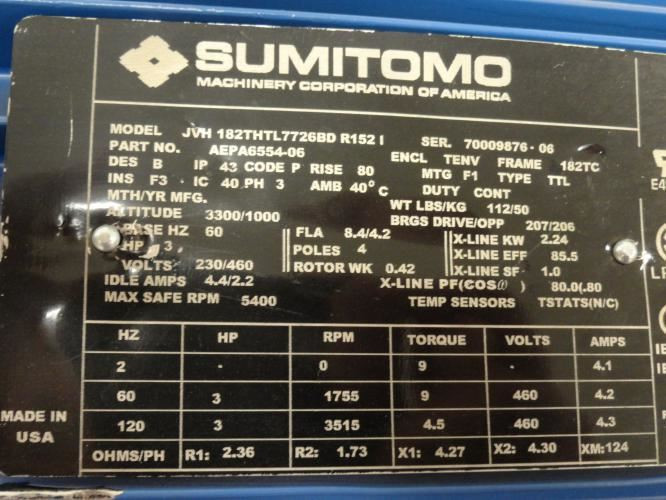 SUMITOMO
MACHINERY CORPORATION OF AMERICA
MODEL JVH 182THTL7726BD R152 I SER. 70009876-06
PART NO. AEPA6554-06 ENCL TENV FRAME 182TC
DES B IP 43 CODE P RISE 80 MTG F1 TYPE TTL
INS F3 IC 40 PH 3 AMB 40°C DUTY CONT
MTH/YR MFG. WT LBS/KG 112/50
ALTITUDE 3300/1000 BRGS DRIVE/OPP 207/206
BASE HZ 60 FLA 8.4/4.2 X-LINE KW 2.24
HP 3 POLES 4 X-LINE EFF 85.5
VOLTS 230/460 ROTOR WK 0.42 X-LINE SF 1.0
IDLE AMPS 4.4/2.2 X-LINE PF(COSØ) 80.0(.80
MAX SAFE RPM 5400 TEMP SENSORS TSTATS(N/C)
HZ HP RPM TORQUE VOLTS AMPS
2 - 0 9 - 4.1
60 3 1755 9 460 4.2
120 3 3515 4.5 460 4.3
OHMS/PH R1: 2.36 R2: 1.73 X1: 4.27 X2: 4.30 XM:124
MADE IN
USA